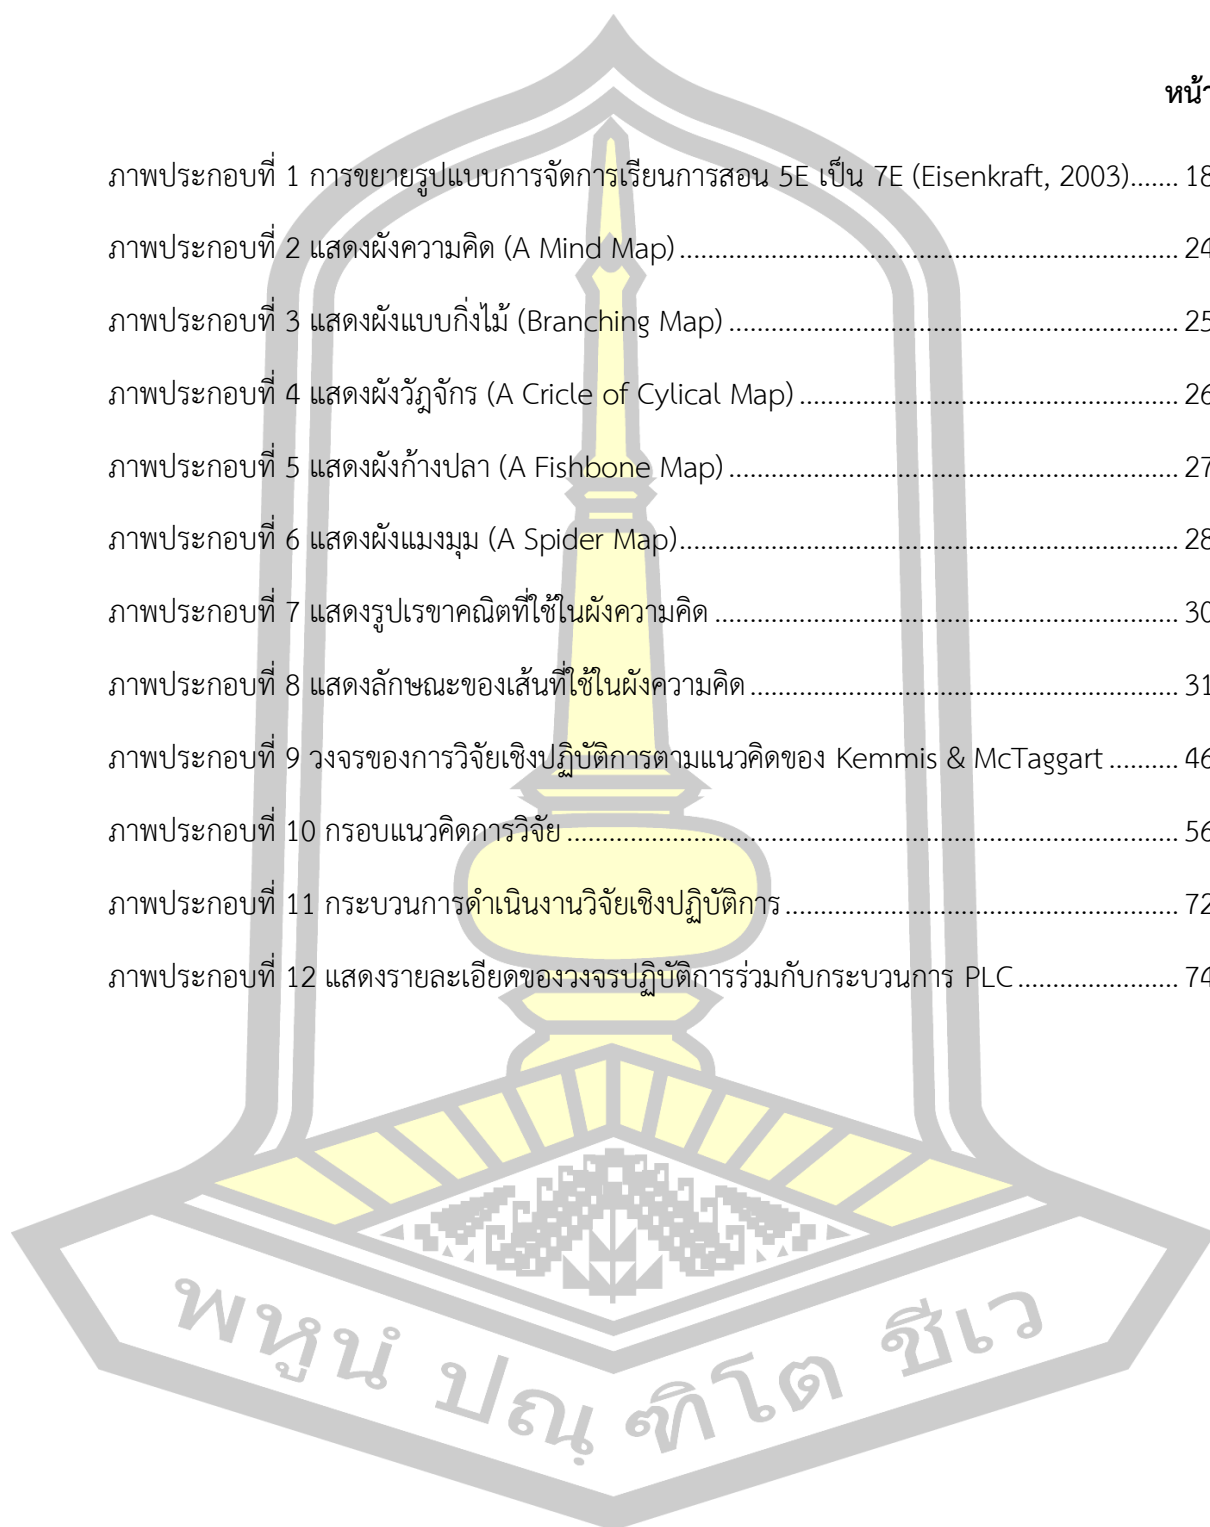 หน้า
ภาพประกอบที่ 1 การขยายรูปแบบการจัดการเรียนการสอน 5E เป็น 7E (Eisenkraft, 2003)....... 18
ภาพประกอบที่ 2 แสดงผังความคิด (A Mind Map) .............................................................. 24
ภาพประกอบที่ 3 แสดงผังแบบกิ่งไม้ (Branching Map) ........................................................ 25
ภาพประกอบที่ 4 แสดงผังวัฏจักร (A Cricle of Cylical Map) ............................................... 26
ภาพประกอบที่ 5 แสดงผังก้างปลา (A Fishbone Map) ........................................................ 27
ภาพประกอบที่ 6 แสดงผังแมงมุม (A Spider Map).............................................................. 28
ภาพประกอบที่ 7 แสดงรูปเรขาคณิตที่ใช้ในผังความคิด .......................................................... 30
ภาพประกอบที่ 8 แสดงลักษณะของเส้นที่ใช้ในผังความคิด ..................................................... 31
ภาพประกอบที่ 9 วงจรของการวิจัยเชิงปฏิบัติการตามแนวคิดของ Kemmis & McTaggart .......... 46
ภาพประกอบที่ 10 กรอบแนวคิดการวิจัย ............................................................................ 56
ภาพประกอบที่ 11 กระบวนการดำเนินงานวิจัยเชิงปฏิบัติการ ................................................. 72
ภาพประกอบที่ 12 แสดงรายละเอียดของวงจรปฏิบัติการร่วมกับกระบวนการ PLC ...................... 74
พหูนํ ปณฺฑิโต ชีเว